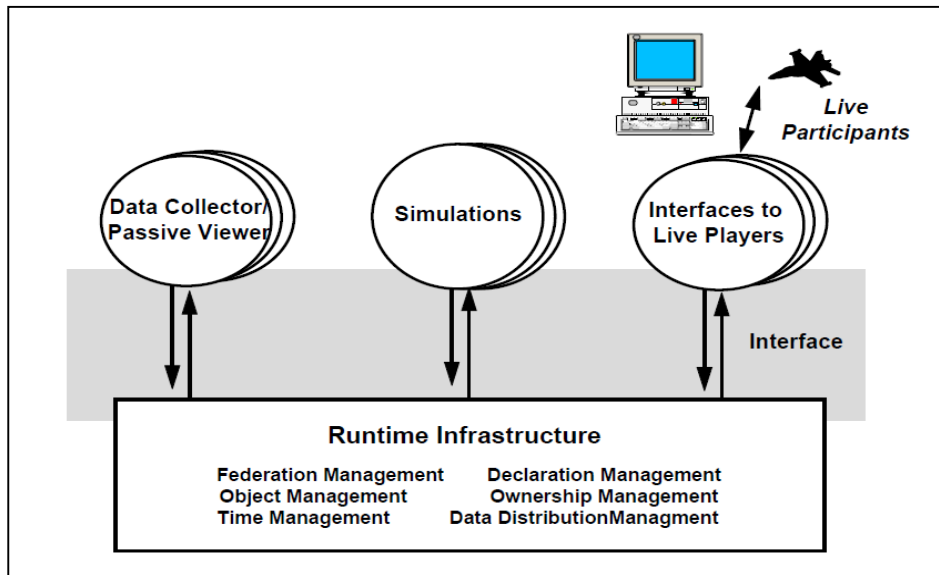 Live
Participants
Data Collector/
Passive Viewer
Simulations
Interfaces to
Live Players
Interface
Runtime Infrastructure
Federation Management Declaration Management
Object Management Ownership Management
Time Management Data DistributionManagment